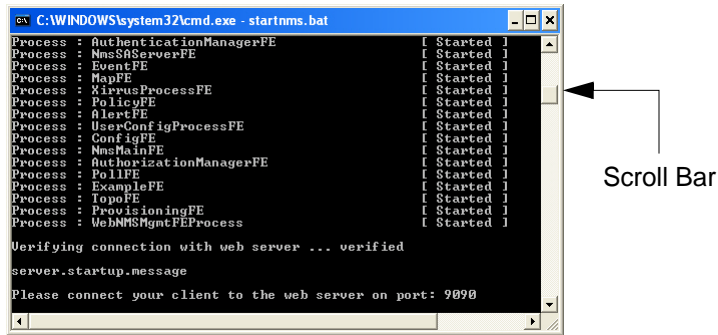 C:\WINDOWS\system32\cmd.exe - startnms.bat
Process : AuthenticationManagerFE [ Started ]
Process : NmsSAServerFE [ Started ]
Process : EventFE [ Started ]
Process : MapFE [ Started ]
Process : XirrusProcessFE [ Started ]
Process : PolicyFE [ Started ]
Process : AlertFE [ Started ]
Process : UserConfigProcessFE [ Started ]
Process : ConfigFE [ Started ]
Process : NmsMainFE [ Started ]
Process : AuthorizationManagerFE [ Started ]
Process : PollFE [ Started ]
Process : ExampleFE [ Started ]
Process : TopoFE [ Started ]
Process : ProvisioningFE [ Started ]
Process : WebNMSMgmtFEProcess [ Started ]
Verifying connection with web server ... verified
server.startup.message
Please connect your client to the web server on port: 9090
Scroll Bar